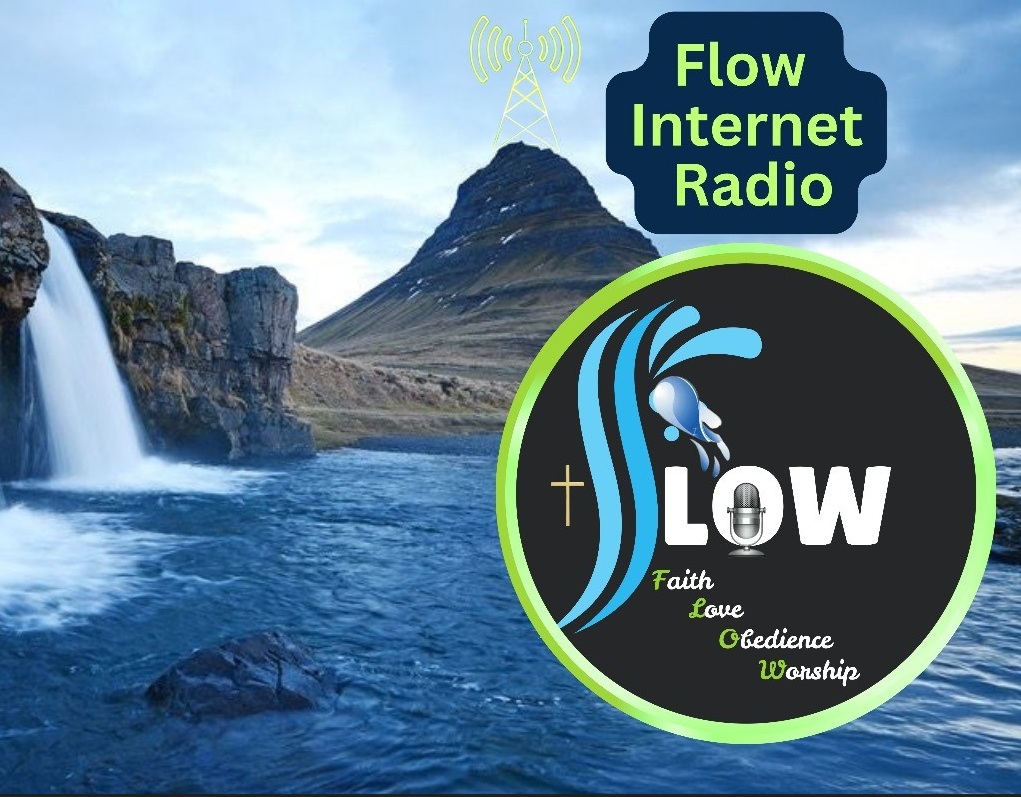 Flow
Internet
Radio
FLOW
Faith
Love
Obedience
Worship